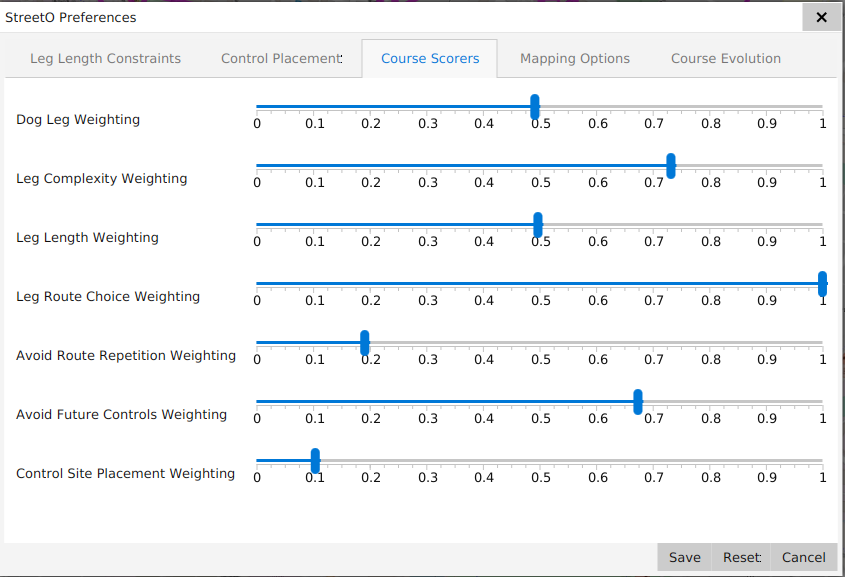 StreetO Preferences
Leg Length Constraints Control Placement: Course Scorers Mapping Options Course Evolution
Dog Leg Weighting 0 0.1 0.2 0.3 0.4 0.5 0.6 0.7 0.8 0.9 1
Leg Complexity Weighting 0 0.1 0.2 0.3 0.4 0.5 0.6 0.7 0.8 0.9 1
Leg Length Weighting 0 0.1 0.2 0.3 0.4 0.5 0.6 0.7 0.8 0.9 1
Leg Route Choice Weighting 0 0.1 0.2 0.3 0.4 0.5 0.6 0.7 0.8 0.9 1
Avoid Route Repetition Weighting 0 0.1 0.2 0.3 0.4 0.5 0.6 0.7 0.8 0.9 1
Avoid Future Controls Weighting 0 0.1 0.2 0.3 0.4 0.5 0.6 0.7 0.8 0.9 1
Control Site Placement Weighting 0 0.1 0.2 0.3 0.4 0.5 0.6 0.7 0.8 0.9 1
Save Reset: Cancel